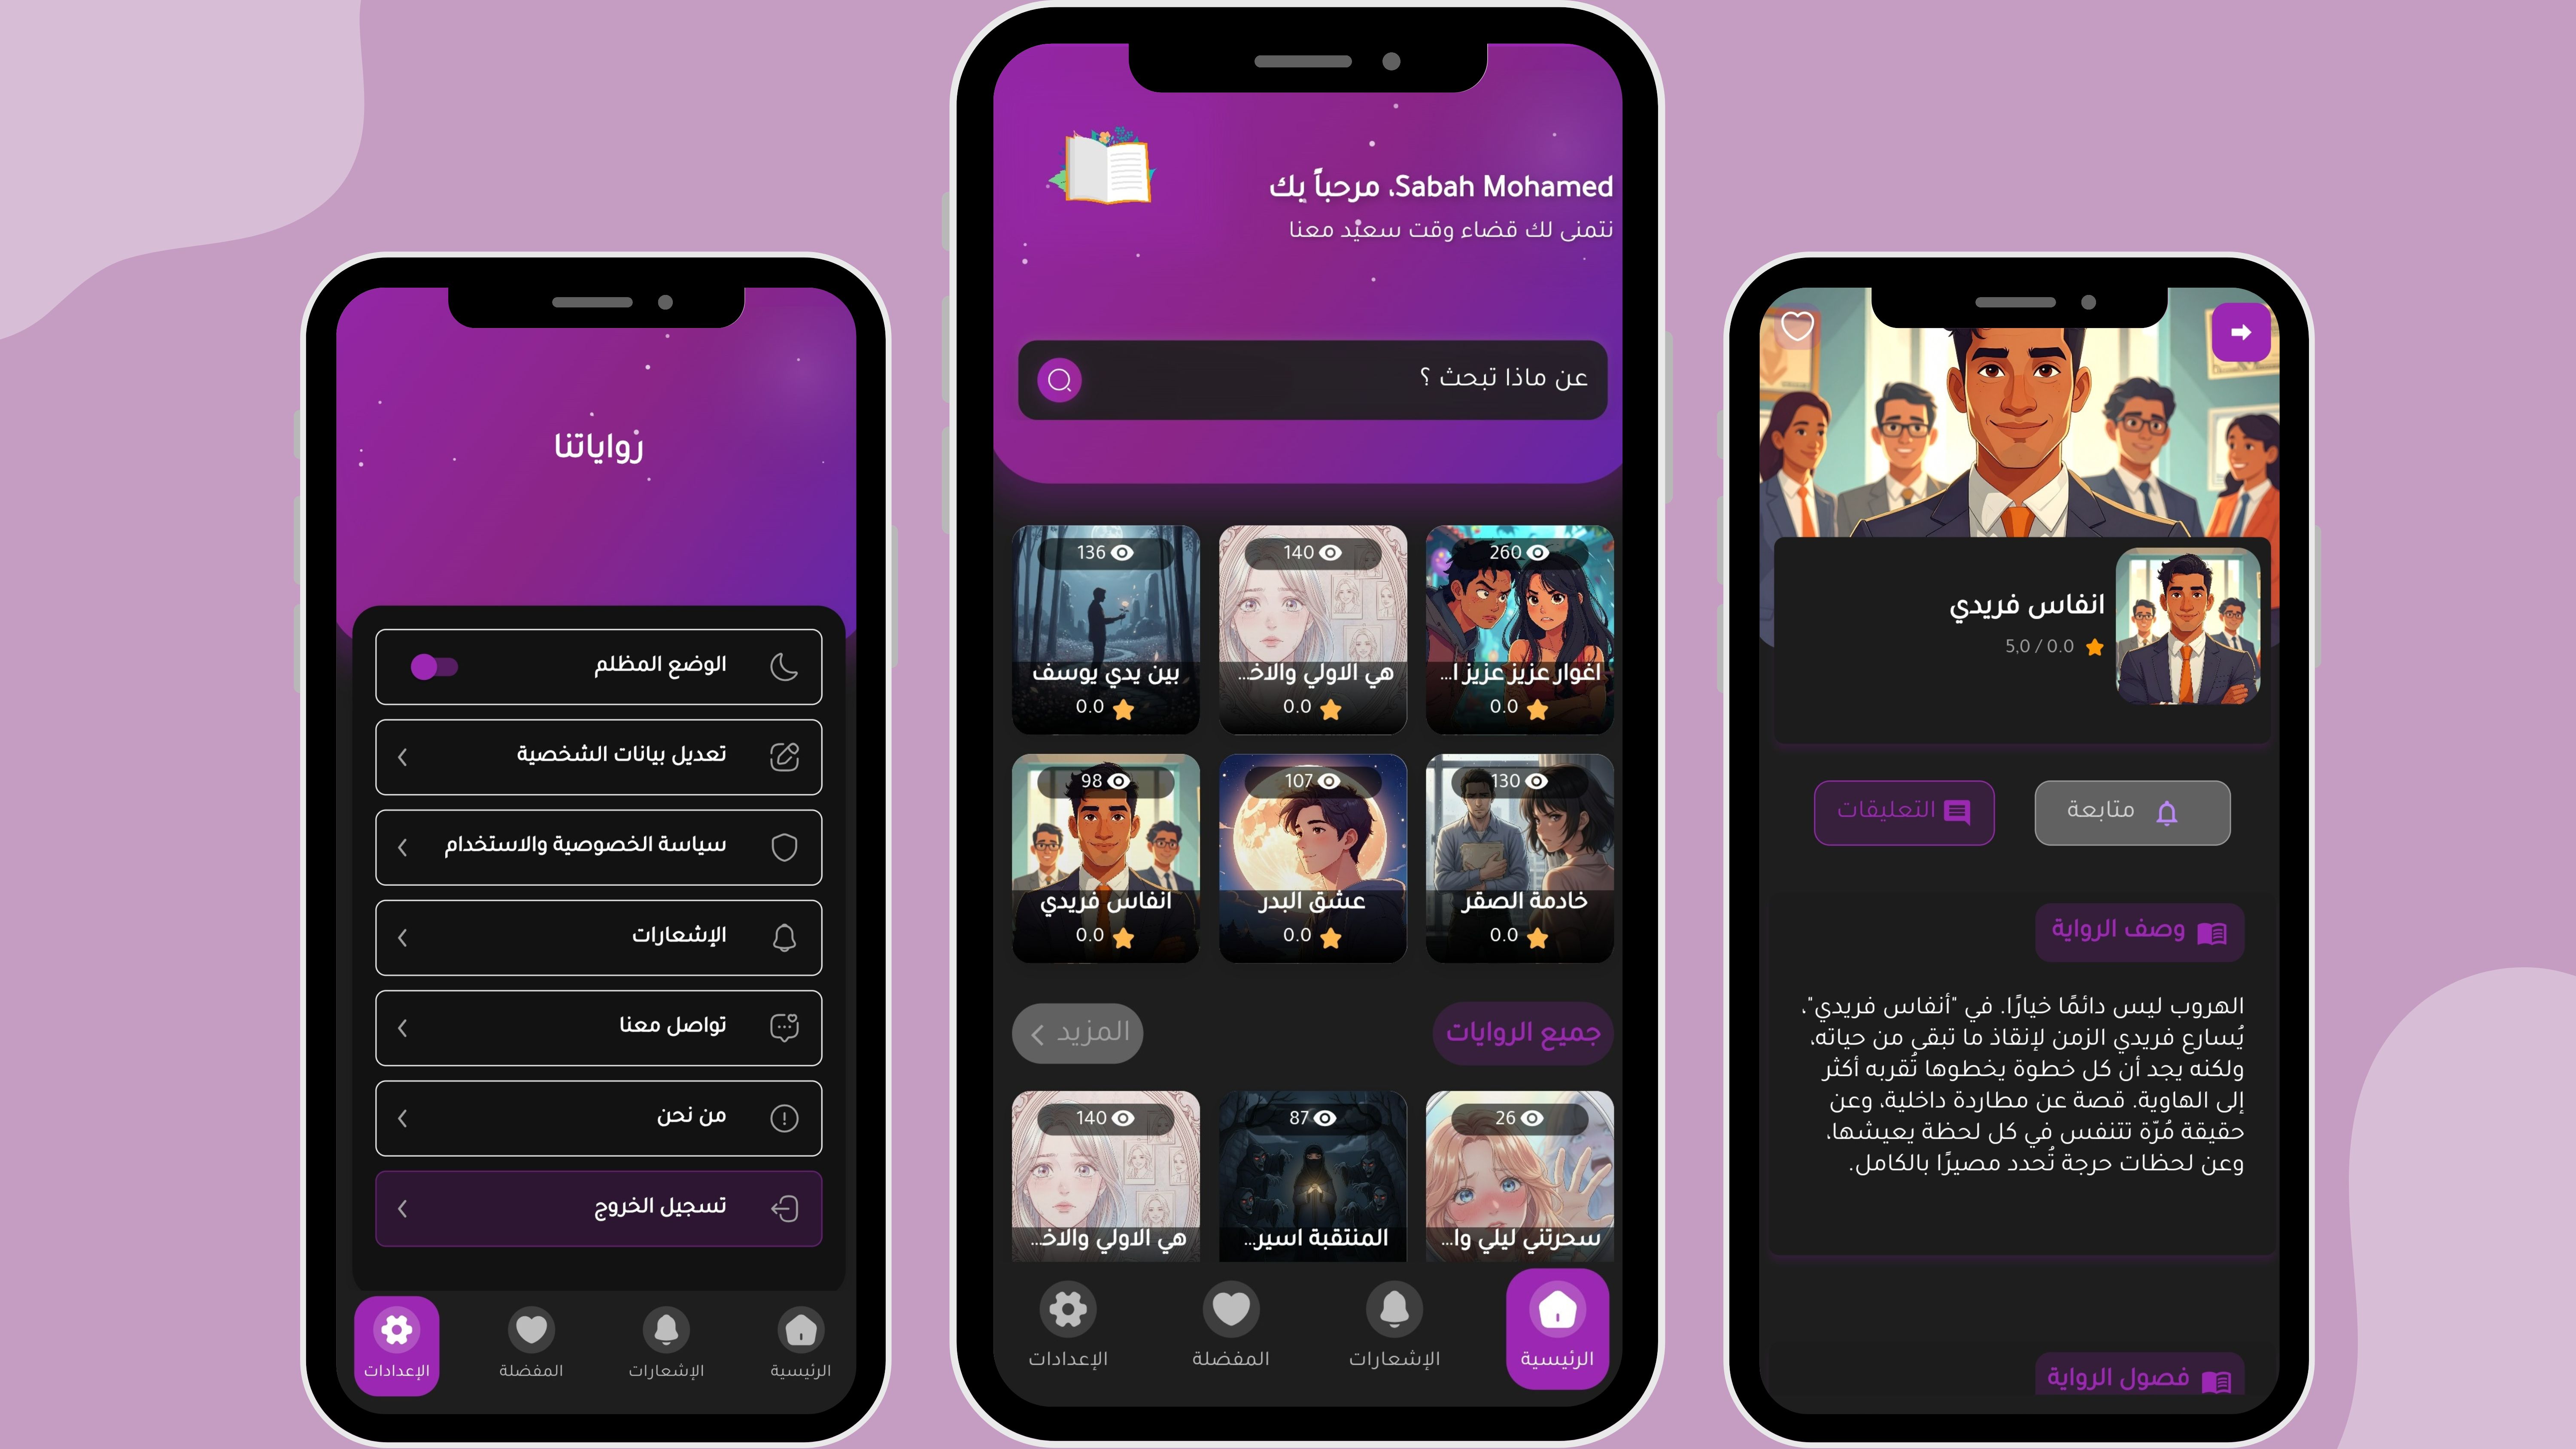 رواياتنا
الوضع المظلم
تعديل بيانات الشخصية
سياسة الخصوصية والاستخدام
الإشعارات
تواصل معنا
من نحن
تسجيل الخروج
الرئيسية
الإشعارات
المفضلة
الإعدادات
Sabah Mohamed، مرحباً بك
نتمنى لك قضاء وقت سعيد معنا
عن ماذا تبحث ؟
260
140
136
اغوار عزيز عزيز ا...
هي الاولي والاخـ...
بين يدي يوسف
0.0
0.0
0.0
130
107
98
خادمة الصقر
عشق البدر
انفاس فريدي
0.0
0.0
0.0
جميع الروايات
المزيد
26
87
140
سحرتني ليلي وا...
المنتقبة اسير...
هي الاولي والاخـ...
الرئيسية
الإشعارات
المفضلة
الإعدادات
انفاس فريدي
5,0 / 0.0
متابعة
التعليقات
وصف الرواية
الهروب ليس دائمًا خيارًا. في "أنفاس فريدي"،
يُسارع فريدي الزمن لإنقاذ ما تبقى من حياته،
ولكنه يجد أن كل خطوة يخطوها تُقربه أكثر
إلى الهاوية. قصة عن مطاردة داخلية، وعن
حقيقة مُرّة تتنفس في كل لحظة يعيشها،
وعن لحظات حرجة تُحدد مصيرًا بالكامل.
فصول الرواية